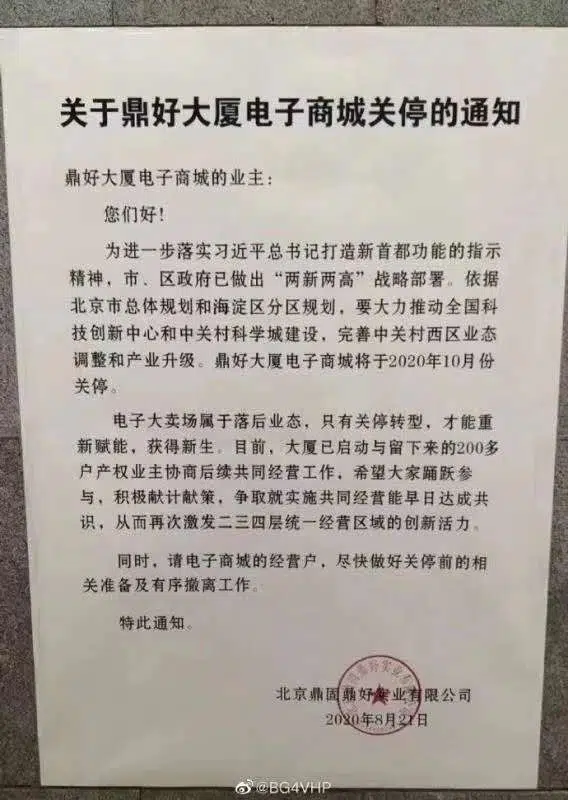 关于鼎好大厦电子商城关停的通知
鼎好大厦电子商城的业主：
您们好！
为进一步落实习近平总书记打造新首都功能的指示
精神，市、区政府已做出“两新两高”战略部署。依据
北京市总体规划和海淀区分区规划，要大力推动全国科
技创新中心和中关村科学城建设，完善中关村西区业态
调整和产业升级。鼎好大厦电子商城将于2020年10月份
关停。
电子大卖场属于落后业态，只有关停转型，才能重
新赋能，获得新生。目前，大厦已启动与留下来的200多
户产权业主协商后续共同经营工作，希望大家踊跃参
与，积极献计献策，争取就实施共同经营能早日达成共
识，从而再次激发二三四层统一经营区域的创新活力。
同时，请电子商城的经营户，尽快做好关停前的相
关准备及有序撤离工作。
特此通知。
北京鼎固鼎好实业有限公司
2020年8月21日
@BG4VHP